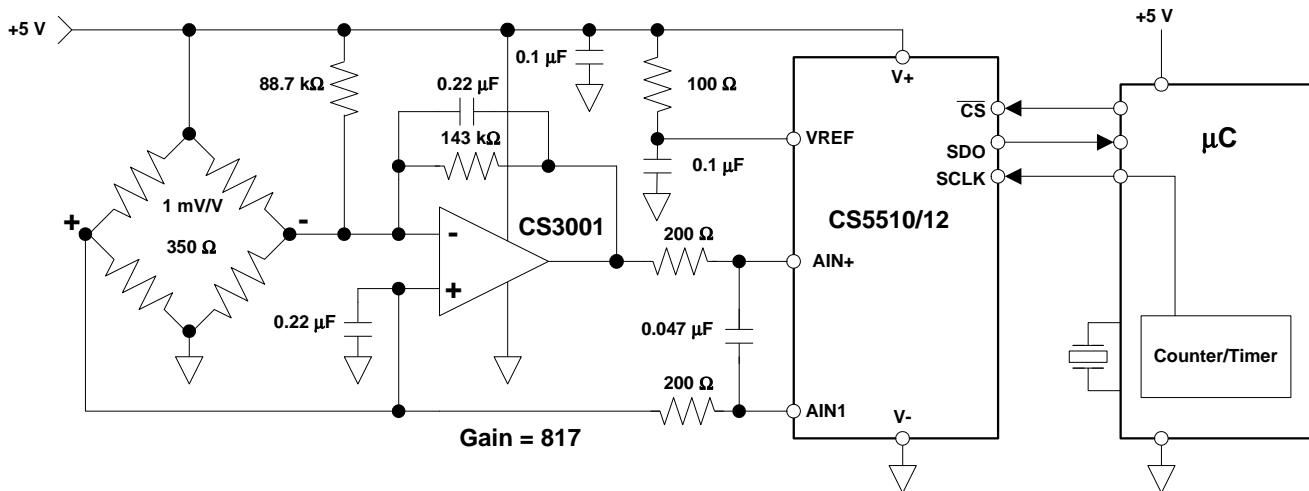 +5 V
+5 V
88.7 kΩ
0.22 μF
143 kΩ
0.1 μF
100 Ω
V+
CS
VREF
SDO
μC
0.1 μF
SCLK
1 mV/V
+
-
350 Ω
-
CS3001
CS5510/12
200 Ω
AIN+
+
0.22 μF
0.047 μF
Counter/Timer
200 Ω
AIN1
V-
Gain = 817